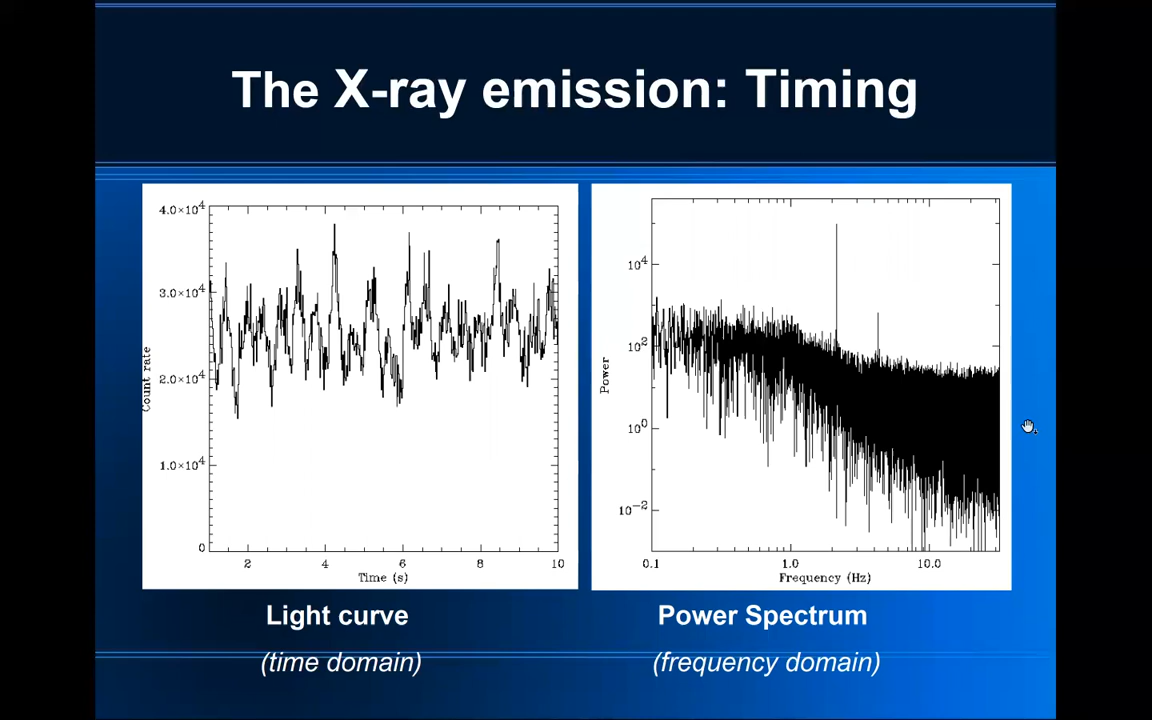 The X-ray emission: Timing
4.0×10⁴
3.0×10⁴
2.0×10⁴
1.0×10⁴
0
Count rate
2 4 6 8 10
Time (s)
10⁴
10²
10⁰
10⁻²
Power
0.1 1.0 10.0
Frequency (Hz)
Light curve
(time domain)
Power Spectrum
(frequency domain)